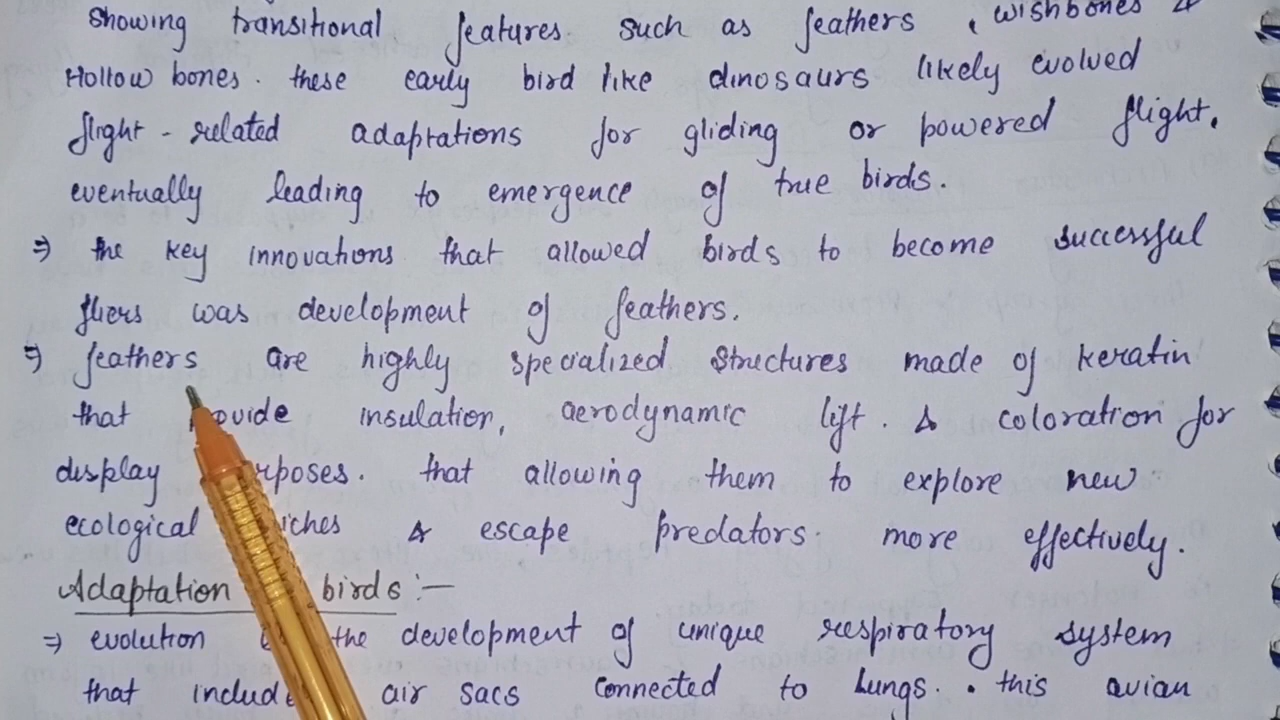 showing transitional features such as feathers, wishbones &
Hollow bones. these early bird like dinosaurs likely evolved
flight-related adaptations for gliding or powered flight.
eventually leading to emergence of true birds.
⇒ the key innovations that allowed birds to become successful
fliers was development of feathers.
⇒ feathers are highly specialized structures made of keratin
that insulation, aerodynamic lift. & coloration for
display that allowing them to explore new
ecological & escape predators. more effectively.
Adaptation birds :—
⇒ evolution the development of unique respiratory system
that include air sacs connected to lungs. . this avian